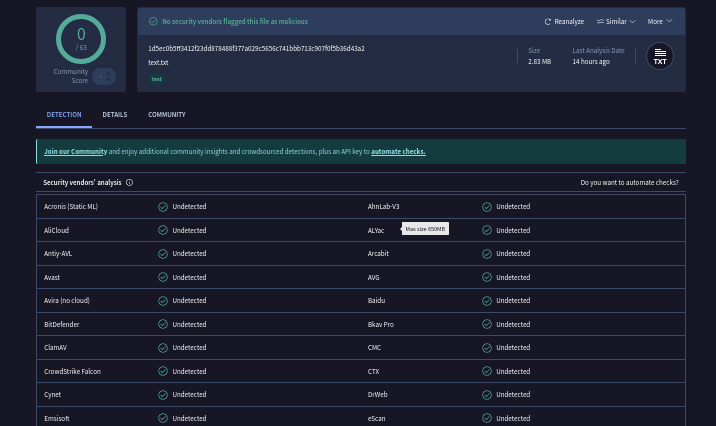 0
/ 63
Community Score
No security vendors flagged this file as malicious
Reanalyze
Similar
More
text.txt
text
Size
2.83 MB
Last Analysis Date
14 hours ago
TXT
DETECTION DETAILS COMMUNITY
Join our Community and enjoy additional community insights and crowdsourced detections, plus an API key to automate checks.
Security vendors' analysis
Do you want to automate checks?
Acronis (Static ML) Undetected AhnLab-V3 Undetected
AliCloud Undetected ALYac Max size 650MB Undetected
Antiy-AVL Undetected Arcabit Undetected
Avast Undetected AVG Undetected
Avira (no cloud) Undetected Baidu Undetected
BitDefender Undetected Bkav Pro Undetected
ClamAV Undetected CMC Undetected
CrowdStrike Falcon Undetected CTX Undetected
Cynet Undetected DrWeb Undetected
Emsisoft Undetected eScan Undetected